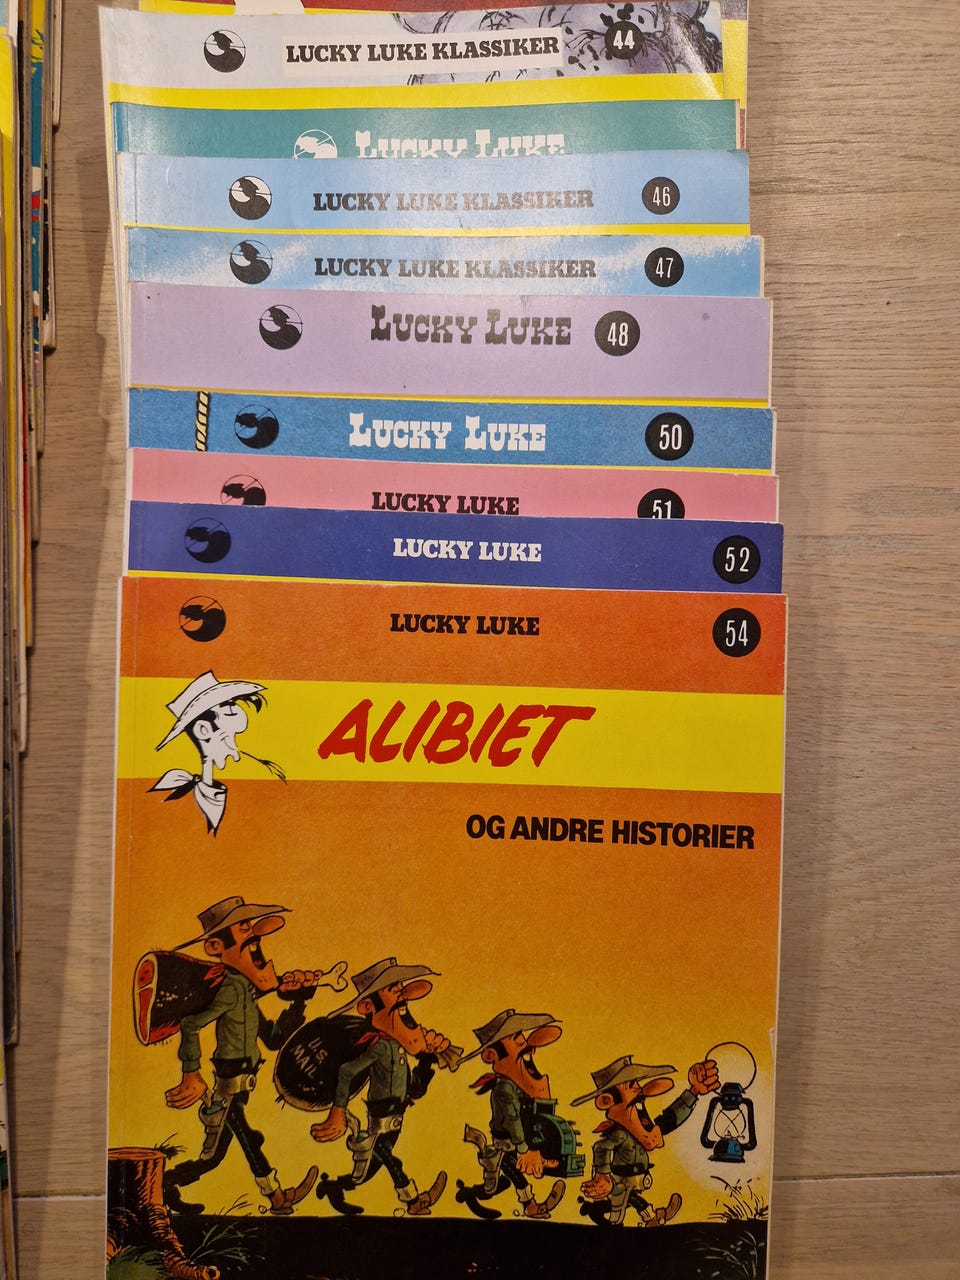 LUCKY LUKE KLASSIKER 44
LUCKY LUKE
LUCKY LUKE KLASSIKER 46
LUCKY LUKE KLASSIKER 47
LUCKY LUKE 48
LUCKY LUKE 50
LUCKY LUKE 51
LUCKY LUKE 52
LUCKY LUKE 54
ALIBIET
OG ANDRE HISTORIER
U.S.
MAIL